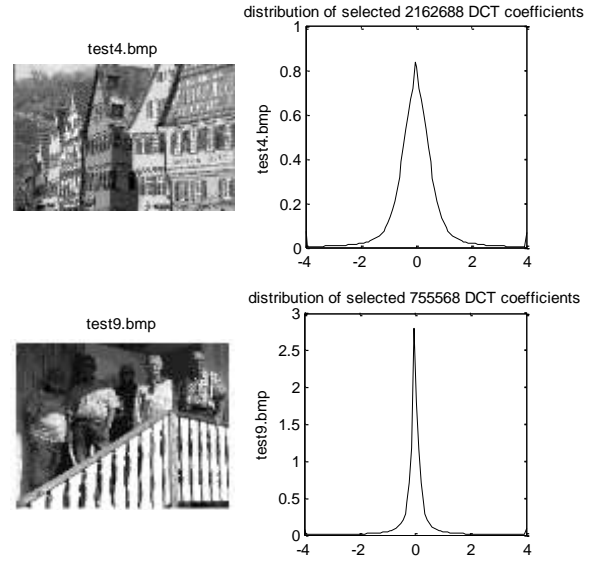 distribution of selected 2162688 DCT coefficients
test4.bmp
1
0.8
0.6
0.4
0.2
0
test4.bmp
-4 -2 0 2 4
distribution of selected 755568 DCT coefficients
test9.bmp
3
2.5
2
1.5
1
0.5
0
test9.bmp
-4 -2 0 2 4